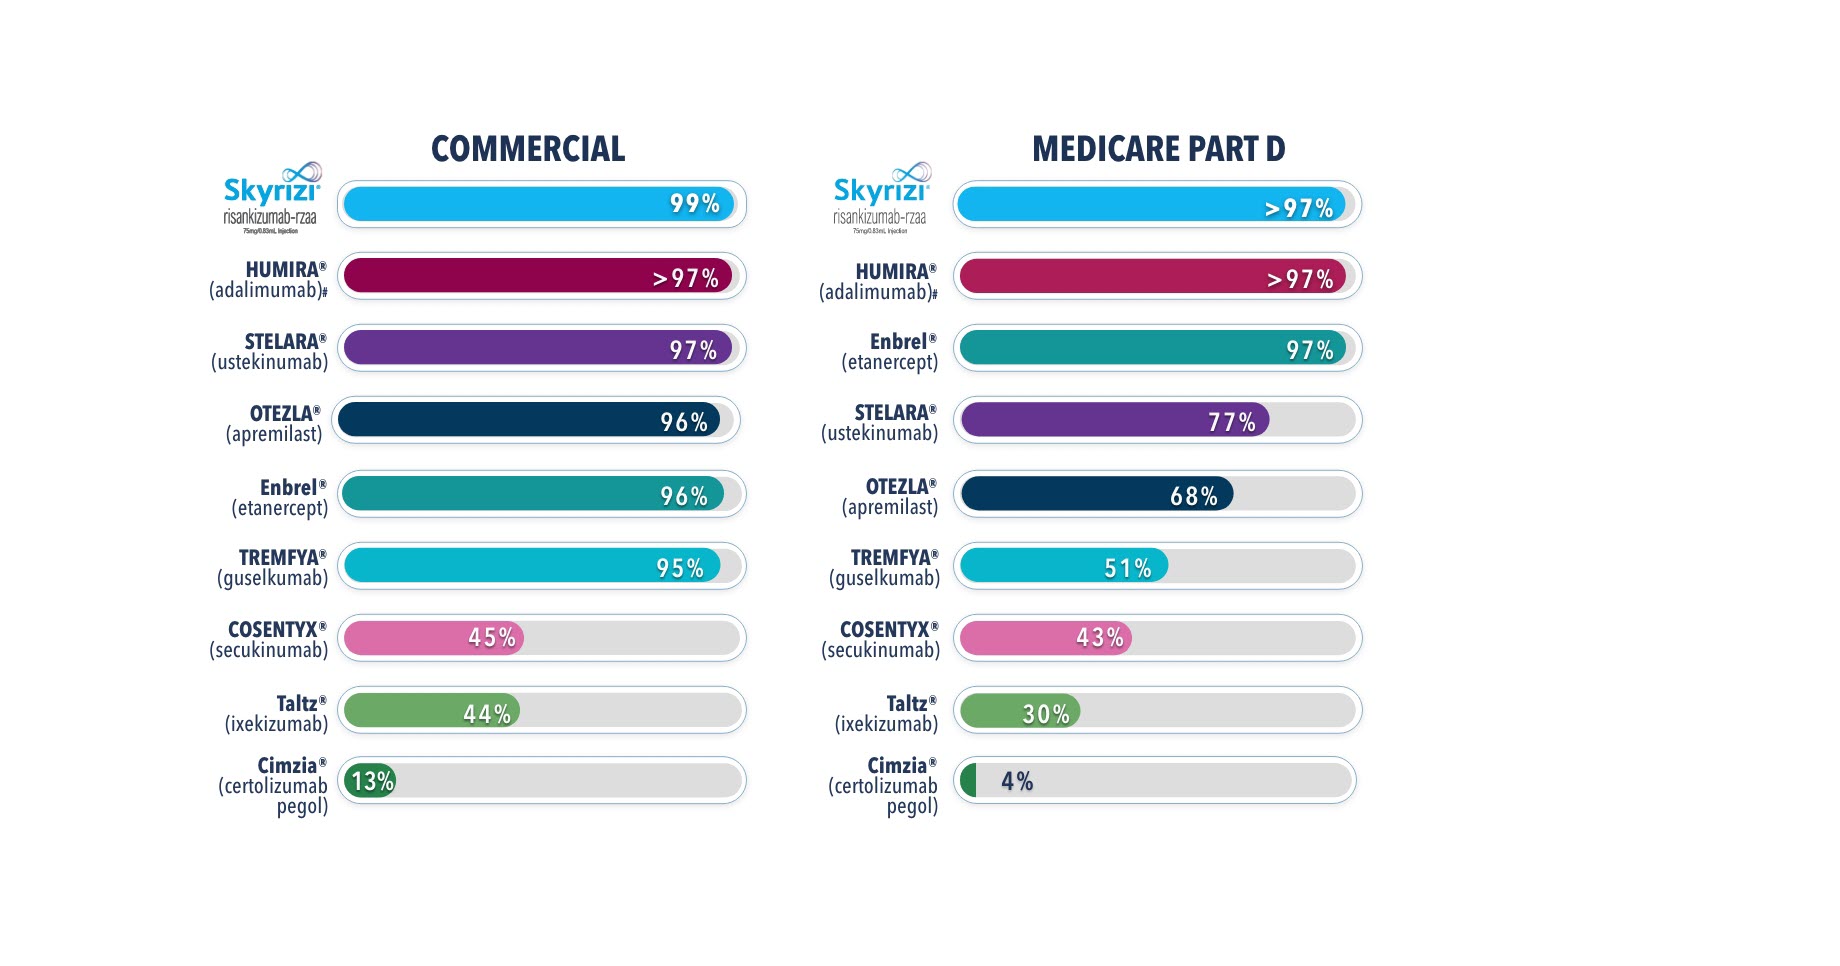 COMMERCIAL
Skyrizi®
risankizumab-rzaa
75mg/0.83mL Injection
99%
HUMIRA®
(adalimumab)#
>97%
STELARA®
(ustekinumab)
97%
OTEZLA®
(apremilast)
96%
Enbrel®
(etanercept)
96%
TREMFYA®
(guselkumab)
95%
COSENTYX®
(secukinumab)
45%
Taltz®
(ixekizumab)
44%
Cimzia®
(certolizumab
pegol)
13%
MEDICARE PART D
Skyrizi®
risankizumab-rzaa
75mg/0.83mL Injection
>97%
HUMIRA®
(adalimumab)#
>97%
Enbrel®
(etanercept)
97%
STELARA®
(ustekinumab)
77%
OTEZLA®
(apremilast)
68%
TREMFYA®
(guselkumab)
51%
COSENTYX®
(secukinumab)
43%
Taltz®
(ixekizumab)
30%
Cimzia®
(certolizumab
pegol)
4%